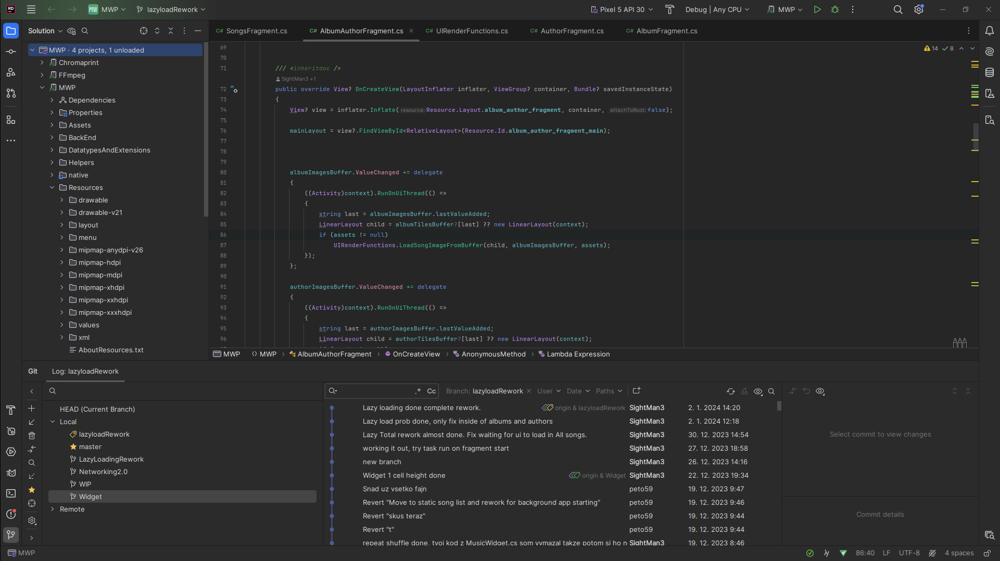 RD MW MWP lazyloadRework Pixel 5 API 30 Debug | Any CPU MWP
Solution
SongsFragment.cs AlbumAuthorFragment.cs UIRenderFunctions.cs AuthorFragment.cs AlbumFragment.cs
MWP · 4 projects, 1 unloaded
Chromaprint
FFmpeg
MWP
Dependencies
Properties
Assets
BackEnd
DatatypesAndExtensions
Helpers
native
Resources
drawable
drawable-v21
layout
menu
mipmap-anydpi-v26
mipmap-hdpi
mipmap-mdpi
mipmap-xhdpi
mipmap-xxhdpi
mipmap-xxxhdpi
values
xml
AboutResources.txt
14 8
69
70
71 /// <inheritdoc />
SightMan3 +1
72 public override View? OnCreateView(LayoutInflater inflater, ViewGroup? container, Bundle? savedInstanceState)
73 {
74 View? view = inflater.Inflate(resource: Resource.Layout.album_author_fragment, container, attachToRoot: false);
75
76 mainLayout = view?.FindViewById<RelativeLayout>(Resource.Id.album_author_fragment_main);
77
78
79
80 albumImagesBuffer.ValueChanged += delegate
81 {
82 ((Activity)context).RunOnUiThread(() =>
83 {
84 string last = albumImagesBuffer.lastValueAdded;
85 LinearLayout child = albumTilesBuffer?[last] ?? new LinearLayout(context);
86 if (assets != null)
87 UIRenderFunctions.LoadSongImageFromBuffer(child, albumImagesBuffer, assets);
88 });
89 };
90
91 authorImagesBuffer.ValueChanged += delegate
92 {
93 ((Activity)context).RunOnUiThread(() =>
94 {
95 string last = authorImagesBuffer.lastValueAdded;
96 LinearLayout child = authorTilesBuffer?[last] ?? new LinearLayout(context);
MWP MWP AlbumAuthorFragment OnCreateView AnonymousMethod Lambda Expression
Git Log: lazyloadRework
HEAD (Current Branch)
Local
lazyloadRework
master
LazyLoadingRework
Networking2.0
WIP
Widget
Remote
.* Cc Branch: lazyloadRework User Date Paths
Lazy loading done complete rework. origin & lazyloadRework SightMan3 2. 1. 2024 14:20
Lazy load prob done, only fix inside of albums and authors SightMan3 2. 1. 2024 12:18
Lazy Total rework almost done. Fix waiting for ui to load in All songs. SightMan3 30. 12. 2023 14:54
working it out, try task run on fragment start SightMan3 27. 12. 2023 18:58
new branch SightMan3 26. 12. 2023 14:16
Widget 1 cell height done origin & Widget SightMan3 22. 12. 2023 19:34
Snad uz vsetko fajn peto59 19. 12. 2023 9:47
Revert "Move to static song list and rework for background app starting" peto59 19. 12. 2023 9:46
Revert "skus teraz" peto59 19. 12. 2023 9:44
Revert "t" peto59 19. 12. 2023 9:44
repeat shuffle done, tvoj kod z MusicWidget.cs som vymazal takze potom si ho n SightMan3 19. 12. 2023 8:46
Select commit to view changes
Commit details
MWP 86:40 LF UTF-8 4 spaces